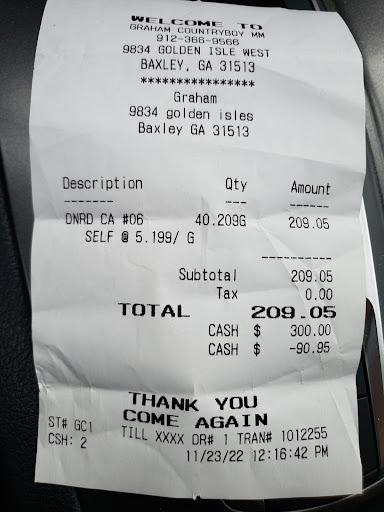 WELCOME TO
GRAHAM COUNTRYBOY MM
912-366-9566
9834 GOLDEN ISLE WEST
BAXLEY, GA 31513
****************
Graham
9834 golden isles
Baxley GA 31513
Description Qty Amount
------- --- ------
DNRD CA #06 40.209G 209.05
SELF @ 5.199/ G
----------
Subtotal 209.05
Tax 0.00
TOTAL 209.05
CASH $ 300.00
CASH $ -90.95
THANK YOU
COME AGAIN
ST# GC1 TILL XXXX DR# 1 TRAN# 1012255
CSH: 2 11/23/22 12:16:42 PM